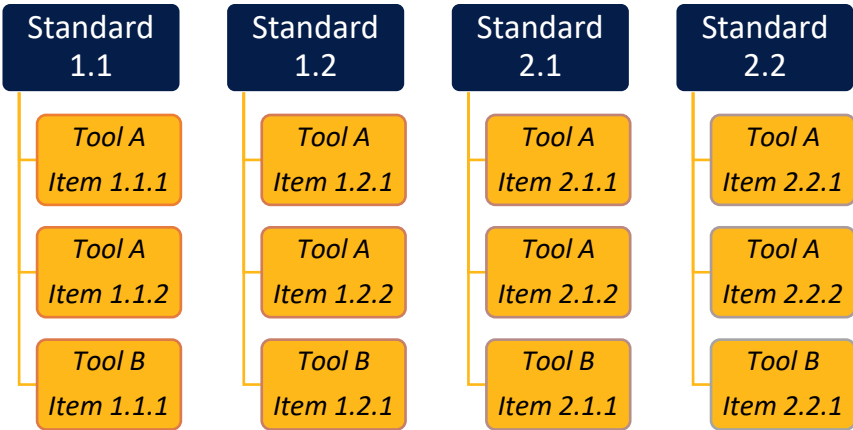 Standard
1.1
Tool A
Item 1.1.1
Tool A
Item 1.1.2
Tool B
Item 1.1.1
Standard
1.2
Tool A
Item 1.2.1
Tool A
Item 1.2.2
Tool B
Item 1.2.1
Standard
2.1
Tool A
Item 2.1.1
Tool A
Item 2.1.2
Tool B
Item 2.1.1
Standard
2.2
Tool A
Item 2.2.1
Tool A
Item 2.2.2
Tool B
Item 2.2.1